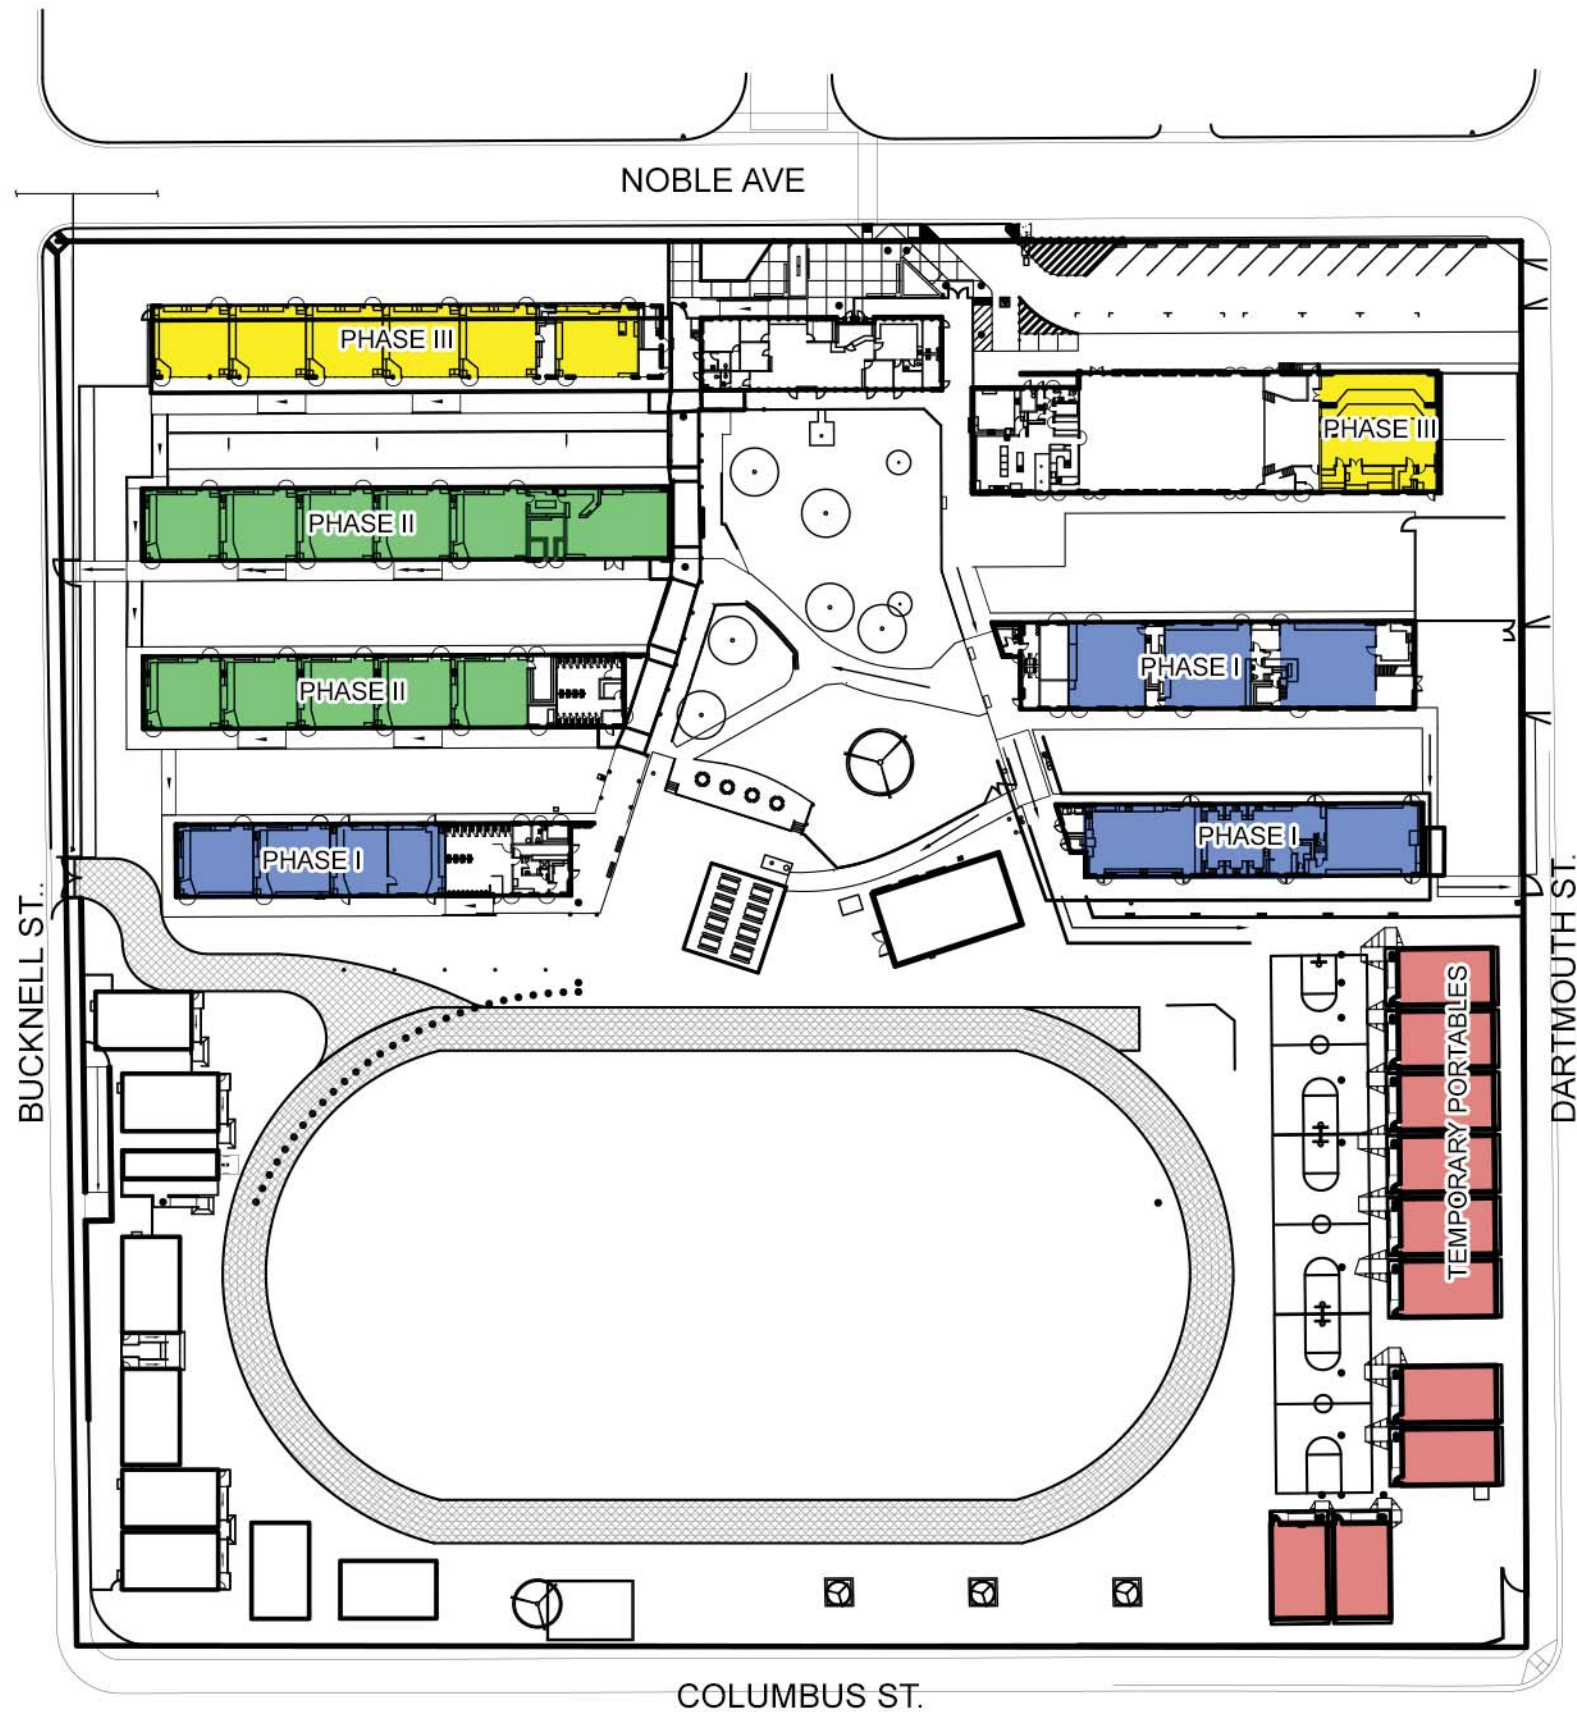 NOBLE AVE
PHASE III
PHASE III
PHASE II
PHASE I
PHASE II
PHASE I
PHASE I
BUCKNELL ST..
DARTMOUTH ST.
TEMPORARY PORTABLES
COLUMBUS ST.